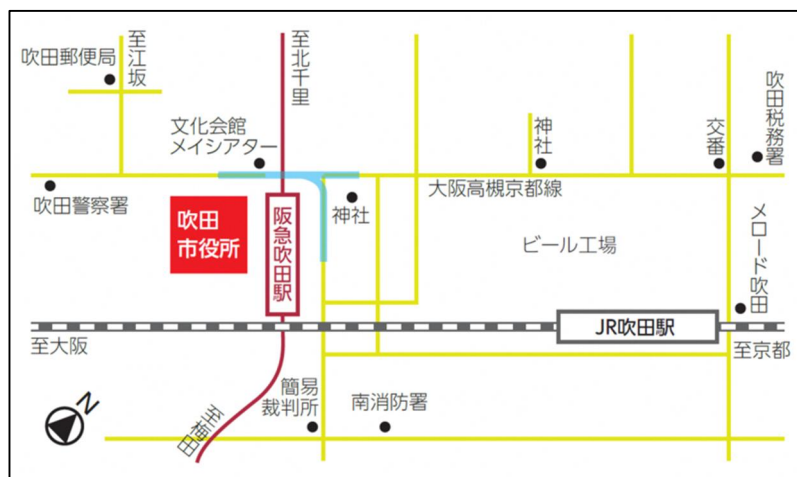 吹田郵便局
至江坂
至北千里
文化会館
メイシアター
神社
交番
吹田税務署
吹田警察署
吹田
市役所
阪急吹田駅
神社
大阪高槻京都線
ビール工場
メロード吹田
JR吹田駅
至大阪
至京都
簡易
裁判所
南消防署
至梅田
N